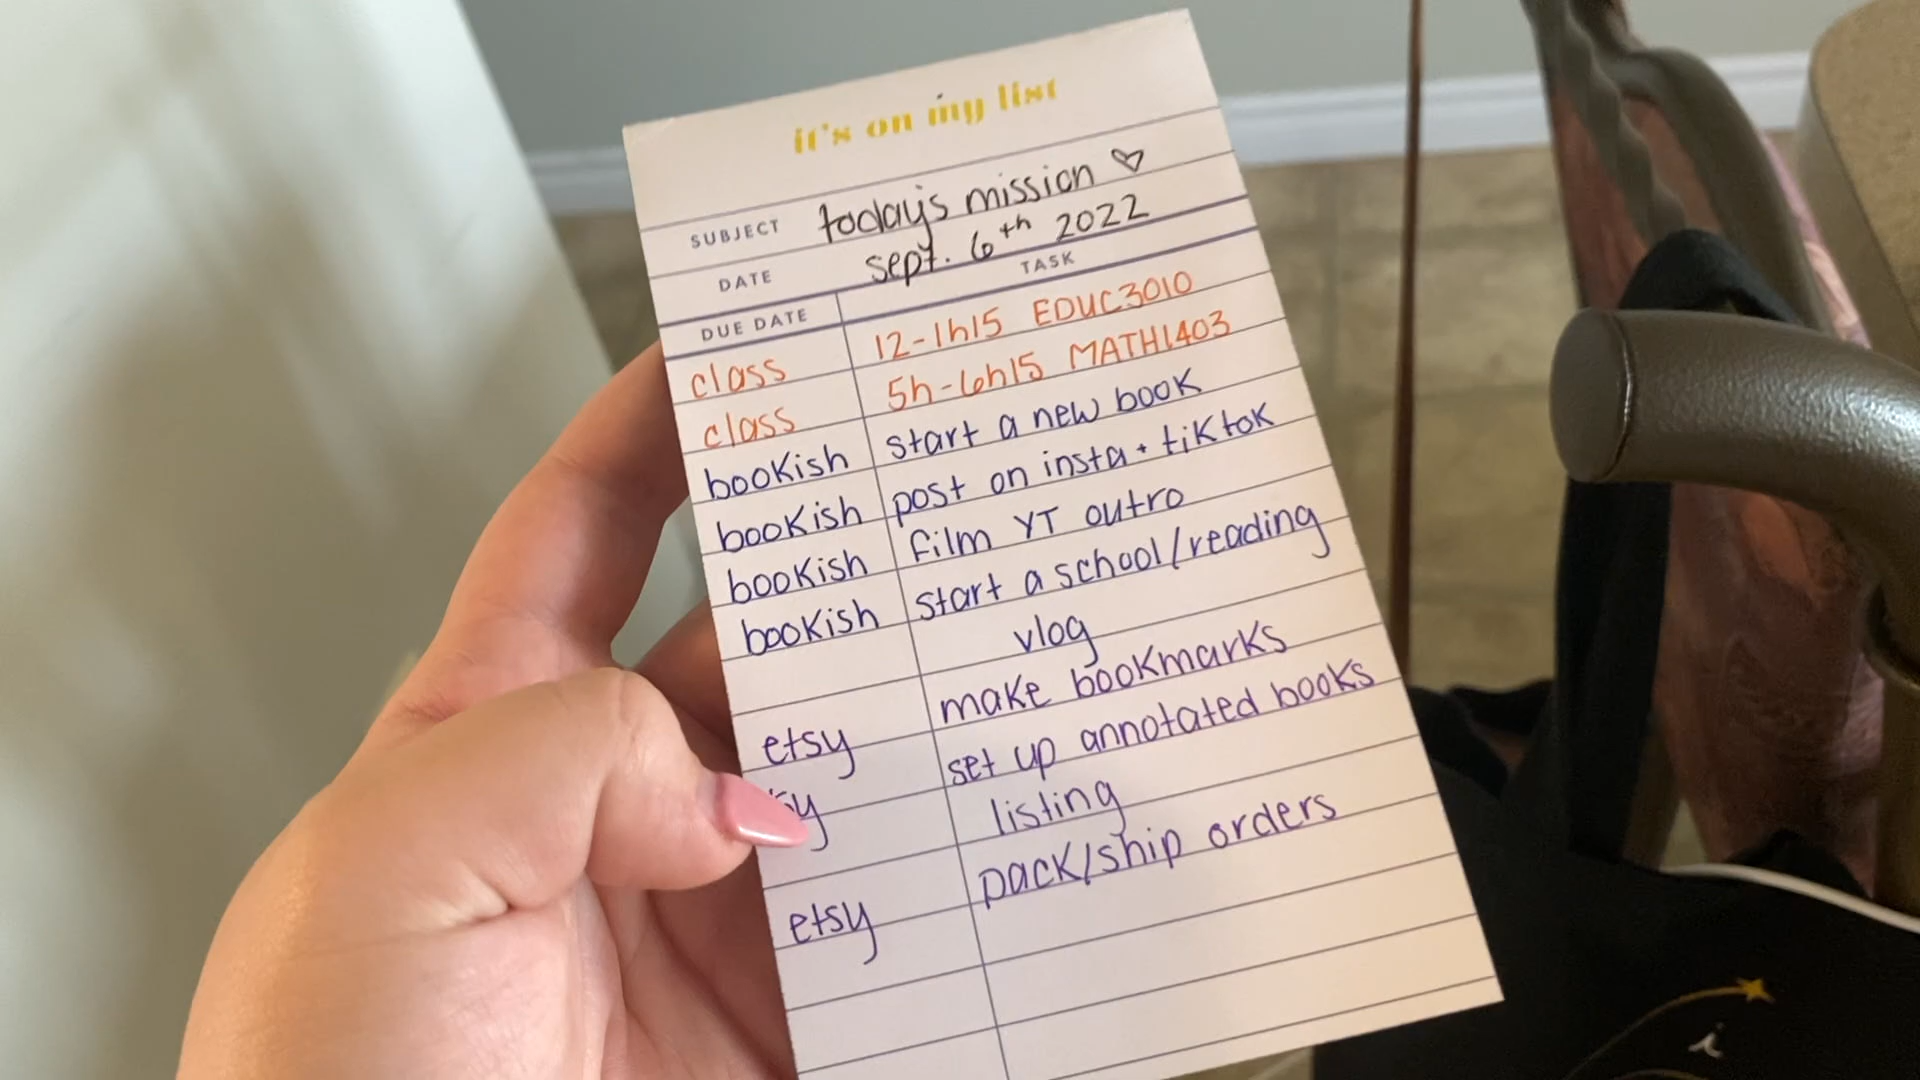 it's on my list
SUBJECT today's mission ♡
DATE sept. 6th 2022
DUE DATE TASK
class 12-1h15 EDUC3010
class 5h-6h15 MATH1403
bookish start a new book
bookish post on insta + tiktok
bookish film YT outro
bookish start a school/reading
vlog
etsy make bookmarks
sy set up annotated books
listing
etsy pack/ship orders
i